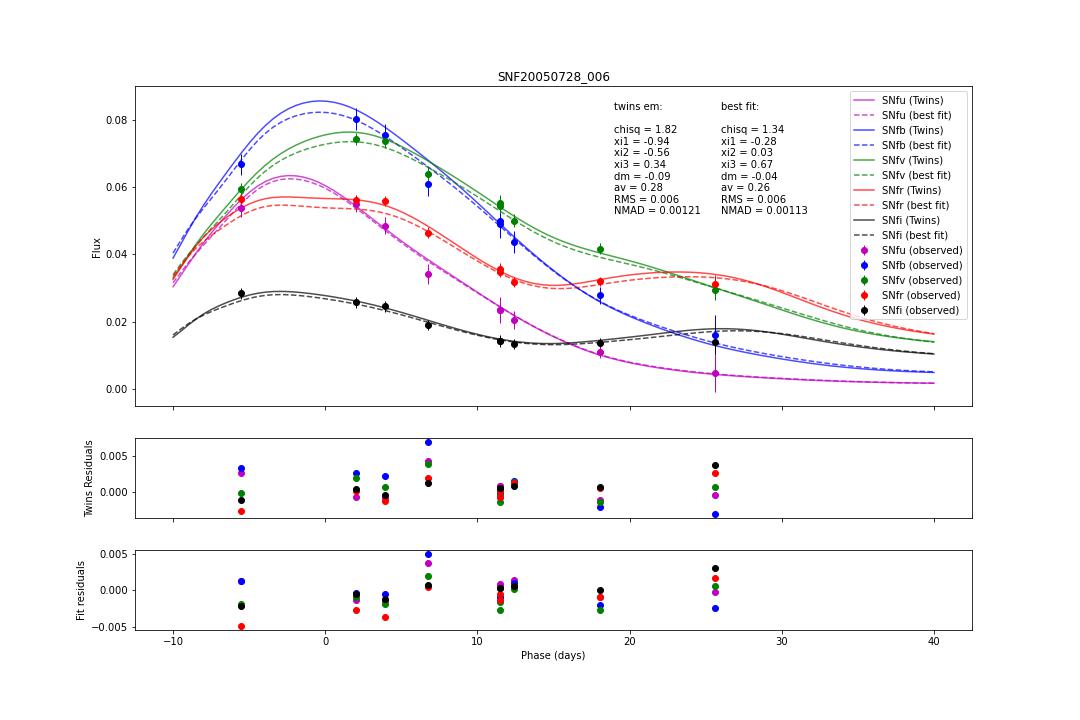 SNF20050728_006
twins em:
chisq = 1.82
xi1 = -0.94
xi2 = -0.56
xi3 = 0.34
dm = -0.09
av = 0.28
RMS = 0.006
NMAD = 0.00121
best fit:
chisq = 1.34
xi1 = -0.28
xi2 = 0.03
xi3 = 0.67
dm = -0.04
av = 0.26
RMS = 0.006
NMAD = 0.00113
SNfu (Twins)
SNfu (best fit)
SNfb (Twins)
SNfb (best fit)
SNfv (Twins)
SNfv (best fit)
SNfr (Twins)
SNfr (best fit)
SNfi (Twins)
SNfi (best fit)
SNfu (observed)
SNfb (observed)
SNfv (observed)
SNfr (observed)
SNfi (observed)
Flux
0.08
0.06
0.04
0.02
0.00
Twins Residuals
0.005
0.000
Fit residuals
0.005
0.000
−0.005
−10
0
10
20
30
40
Phase (days)